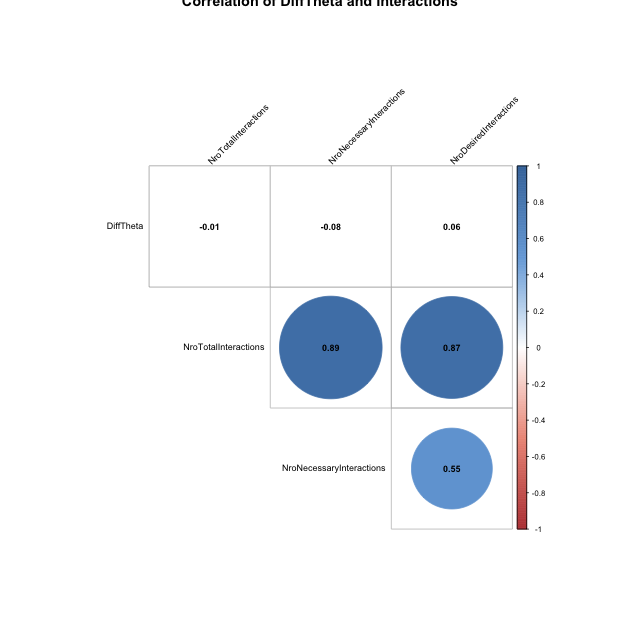 Correlation of DiffTheta and Interactions
NroTotalInteractions
NroNecessaryInteractions
NroDesiredInteractions
DiffTheta
-0.01
-0.08
0.06
NroTotalInteractions
0.89
0.87
NroNecessaryInteractions
0.55
1
0.8
0.6
0.4
0.2
0
-0.2
-0.4
-0.6
-0.8
-1